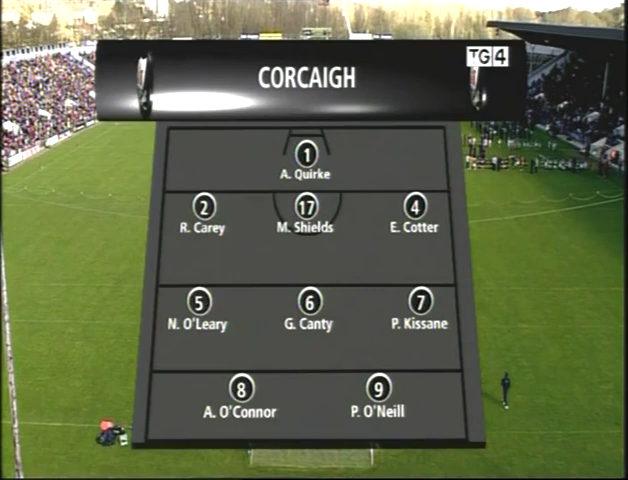 TG4
CORCAIGH
1
A. Quirke
2 17 4
R. Carey M. Shields E. Cotter
5 6 7
N. O'Leary G. Canty P. Kissane
8 9
A. O'Connor P. O'Neill